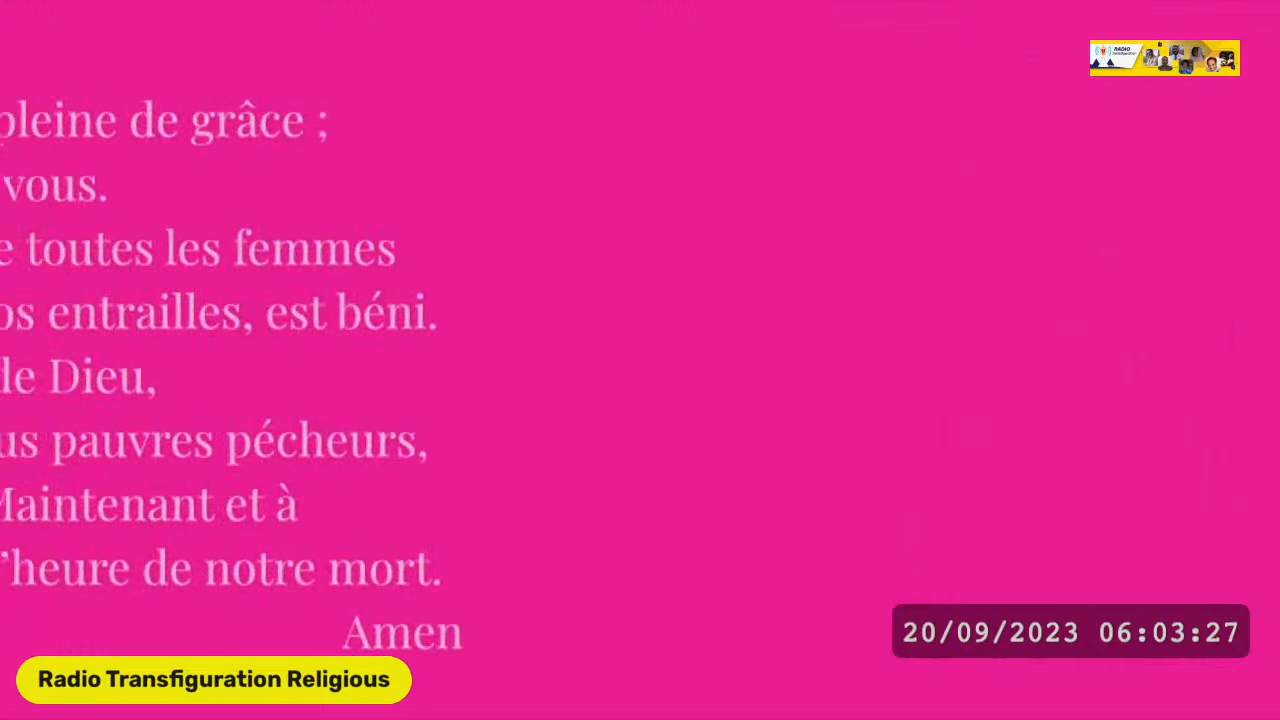 pleine de grâce ;
vous.
e toutes les femmes
os entrailles, est béni.
de Dieu,
us pauvres pécheurs,
Maintenant et à
'heure de notre mort.
Amen
RADIO
20/09/2023 06:03:27
Radio Transfiguration Religious